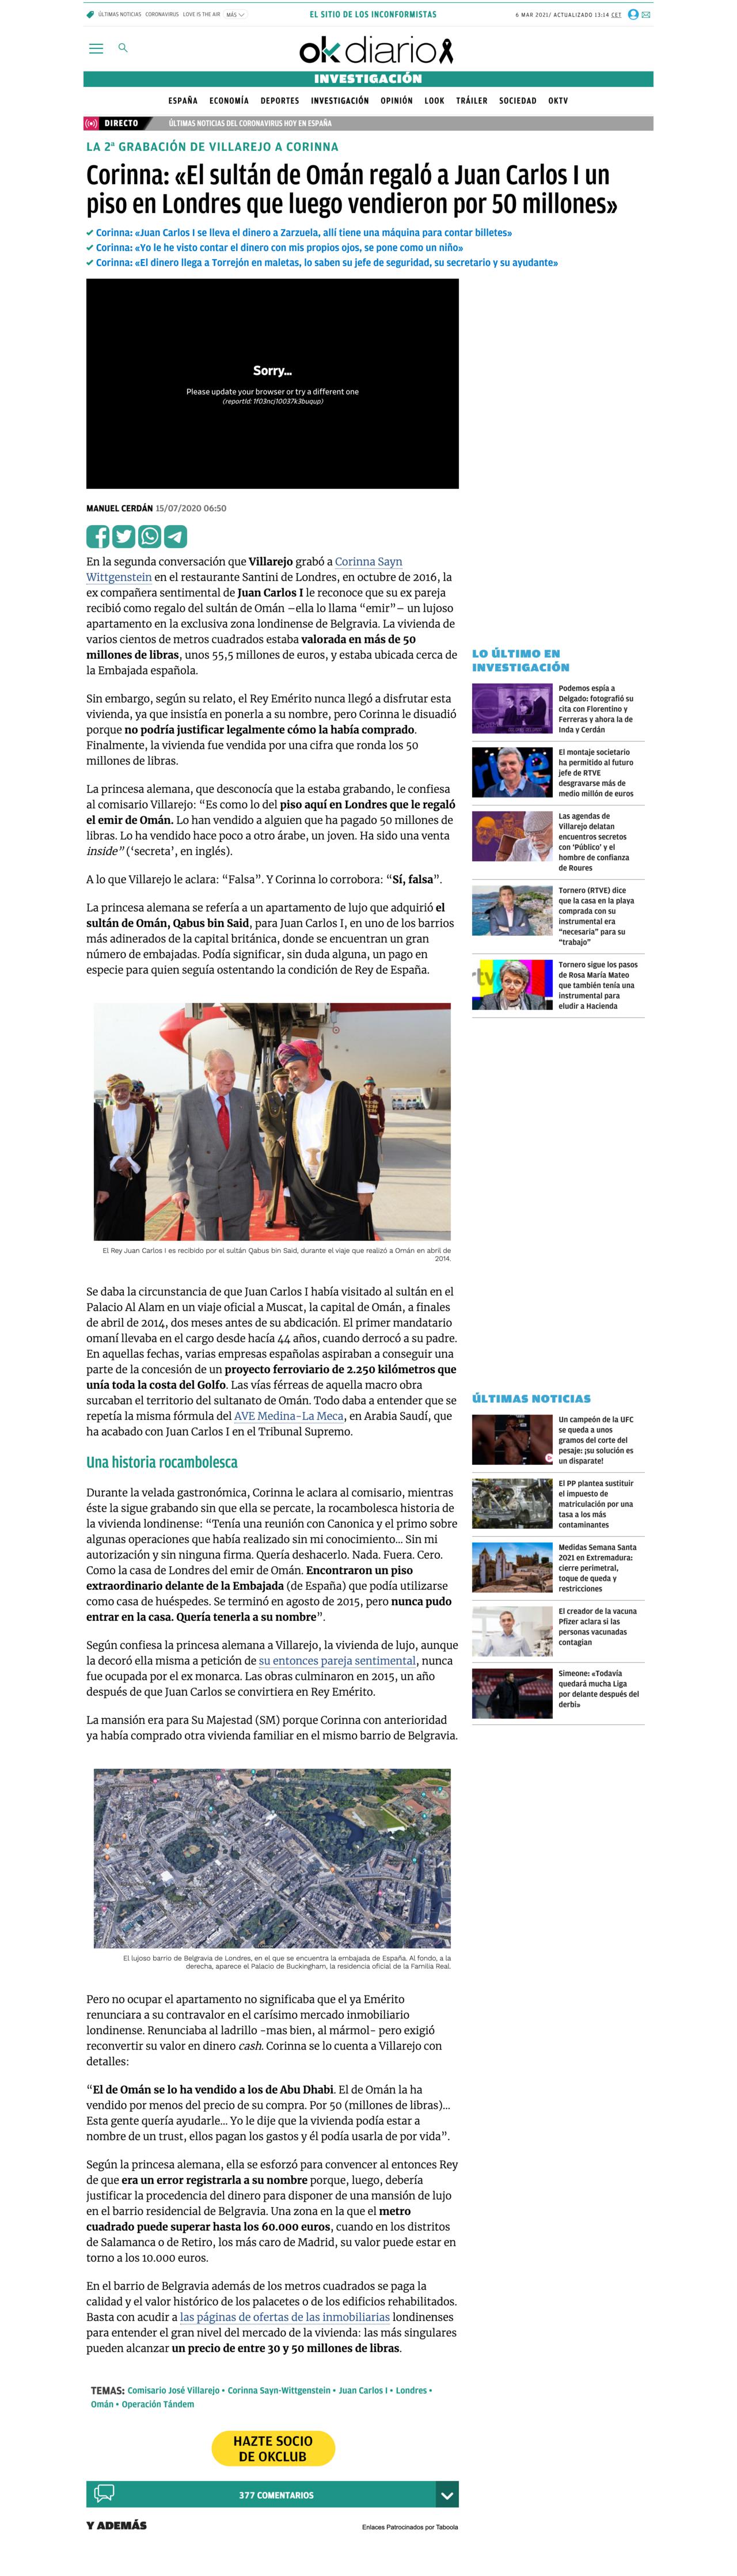 ÚLTIMAS NOTICIAS CORONAVIRUS LOVE IS THE AIR MÁS
EL SITIO DE LOS INCONFORMISTAS
6 MAR 2021/ ACTUALIZADO 13:14 CET
okdiario
INVESTIGACIÓN
ESPAÑA ECONOMÍA DEPORTES INVESTIGACIÓN OPINIÓN LOOK TRÁILER SOCIEDAD OKTV
DIRECTO ÚLTIMAS NOTICIAS DEL CORONAVIRUS HOY EN ESPAÑA
LA 2ª GRABACIÓN DE VILLAREJO A CORINNA
Corinna: «El sultán de Omán regaló a Juan Carlos I un
piso en Londres que luego vendieron por 50 millones»
Corinna: «Juan Carlos I se lleva el dinero a Zarzuela, allí tiene una máquina para contar billetes»
Corinna: «Yo le he visto contar el dinero con mis propios ojos, se pone como un niño»
Corinna: «El dinero llega a Torrejón en maletas, lo saben su jefe de seguridad, su secretario y su ayudante»
Sorry...
Please update your browser or try a different one
(reportId: 1f03ncj10037k3buqup)
MANUEL CERDÁN 15/07/2020 06:50
En la segunda conversación que Villarejo grabó a Corinna Sayn
Wittgenstein en el restaurante Santini de Londres, en octubre de 2016, la
ex compañera sentimental de Juan Carlos I le reconoce que su ex pareja
recibió como regalo del sultán de Omán –ella lo llama “emir”– un lujoso
apartamento en la exclusiva zona londinense de Belgravia. La vivienda de
varios cientos de metros cuadrados estaba valorada en más de 50
millones de libras, unos 55,5 millones de euros, y estaba ubicada cerca de
la Embajada española.
Sin embargo, según su relato, el Rey Emérito nunca llegó a disfrutar esta
vivienda, ya que insistía en ponerla a su nombre, pero Corinna le disuadió
porque no podría justificar legalmente cómo la había comprado.
Finalmente, la vivienda fue vendida por una cifra que ronda los 50
millones de libras.
La princesa alemana, que desconocía que la estaba grabando, le confiesa
al comisario Villarejo: “Es como lo del piso aquí en Londres que le regaló
el emir de Omán. Lo han vendido a alguien que ha pagado 50 millones de
libras. Lo ha vendido hace poco a otro árabe, un joven. Ha sido una venta
inside” (‘secreta’, en inglés).
A lo que Villarejo le aclara: “Falsa”. Y Corinna lo corrobora: “Sí, falsa”.
La princesa alemana se refería a un apartamento de lujo que adquirió el
sultán de Omán, Qabus bin Said, para Juan Carlos I, en uno de los barrios
más adinerados de la capital británica, donde se encuentran un gran
número de embajadas. Podía significar, sin duda alguna, un pago en
especie para quien seguía ostentando la condición de Rey de España.
El Rey Juan Carlos I es recibido por el sultán Qabus bin Said, durante el viaje que realizó a Omán en abril de
2014.
Se daba la circunstancia de que Juan Carlos I había visitado al sultán en el
Palacio Al Alam en un viaje oficial a Muscat, la capital de Omán, a finales
de abril de 2014, dos meses antes de su abdicación. El primer mandatario
omaní llevaba en el cargo desde hacía 44 años, cuando derrocó a su padre.
En aquellas fechas, varias empresas españolas aspiraban a conseguir una
parte de la concesión de un proyecto ferroviario de 2.250 kilómetros que
unía toda la costa del Golfo. Las vías férreas de aquella macro obra
surcaban el territorio del sultanato de Omán. Todo daba a entender que se
repetía la misma fórmula del AVE Medina-La Meca, en Arabia Saudí, que
ha acabado con Juan Carlos I en el Tribunal Supremo.
Una historia rocambolesca
Durante la velada gastronómica, Corinna le aclara al comisario, mientras
éste la sigue grabando sin que ella se percate, la rocambolesca historia de
la vivienda londinense: “Tenía una reunión con Canonica y el primo sobre
algunas operaciones que había realizado sin mi conocimiento... Sin mi
autorización y sin ninguna firma. Quería deshacerlo. Nada. Fuera. Cero.
Como la casa de Londres del emir de Omán. Encontraron un piso
extraordinario delante de la Embajada (de España) que podía utilizarse
como casa de huéspedes. Se terminó en agosto de 2015, pero nunca pudo
entrar en la casa. Quería tenerla a su nombre”.
Según confiesa la princesa alemana a Villarejo, la vivienda de lujo, aunque
la decoró ella misma a petición de su entonces pareja sentimental, nunca
fue ocupada por el ex monarca. Las obras culminaron en 2015, un año
después de que Juan Carlos se convirtiera en Rey Emérito.
La mansión era para Su Majestad (SM) porque Corinna con anterioridad
ya había comprado otra vivienda familiar en el mismo barrio de Belgravia.
El lujoso barrio de Belgravia de Londres, en el que se encuentra la embajada de España. Al fondo, a la
derecha, aparece el Palacio de Buckingham, la residencia oficial de la Familia Real.
Pero no ocupar el apartamento no significaba que el ya Emérito
renunciara a su contravalor en el carísimo mercado inmobiliario
londinense. Renunciaba al ladrillo -mas bien, al mármol- pero exigió
reconvertir su valor en dinero cash. Corinna se lo cuenta a Villarejo con
detalles:
“El de Omán se lo ha vendido a los de Abu Dhabi. El de Omán la ha
vendido por menos del precio de su compra. Por 50 (millones de libras)...
Esta gente quería ayudarle... Yo le dije que la vivienda podía estar a
nombre de un trust, ellos pagan los gastos y él podía usarla de por vida”.
Según la princesa alemana, ella se esforzó para convencer al entonces Rey
de que era un error registrarla a su nombre porque, luego, debería
justificar la procedencia del dinero para disponer de una mansión de lujo
en el barrio residencial de Belgravia. Una zona en la que el metro
cuadrado puede superar hasta los 60.000 euros, cuando en los distritos
de Salamanca o de Retiro, los más caro de Madrid, su valor puede estar en
torno a los 10.000 euros.
En el barrio de Belgravia además de los metros cuadrados se paga la
calidad y el valor histórico de los palacetes o de los edificios rehabilitados.
Basta con acudir a las páginas de ofertas de las inmobiliarias londinenses
para entender el gran nivel del mercado de la vivienda: las más singulares
pueden alcanzar un precio de entre 30 y 50 millones de libras.
TEMAS: Comisario José Villarejo • Corinna Sayn-Wittgenstein • Juan Carlos I • Londres •
Omán • Operación Tándem
HAZTE SOCIO
DE OKCLUB
377 COMENTARIOS
Y ADEMÁS
Enlaces Patrocinados por Taboola
LO ÚLTIMO EN
INVESTIGACIÓN
Podemos espía a
Delgado: fotografió su
cita con Florentino y
Ferreras y ahora la de
Inda y Cerdán
rtve
El montaje societario
ha permitido al futuro
jefe de RTVE
desgravarse más de
medio millón de euros
Las agendas de
Villarejo delatan
encuentros secretos
con 'Público' y el
hombre de confianza
de Roures
Tornero (RTVE) dice
que la casa en la playa
comprada con su
instrumental era
“necesaria” para su
“trabajo”
rtve
Tornero sigue los pasos
de Rosa María Mateo
que también tenía una
instrumental para
eludir a Hacienda
ÚLTIMAS NOTICIAS
Un campeón de la UFC
se queda a unos
gramos del corte del
pesaje: ¡su solución es
un disparate!
El PP plantea sustituir
el impuesto de
matriculación por una
tasa a los más
contaminantes
Medidas Semana Santa
2021 en Extremadura:
cierre perimetral,
toque de queda y
restricciones
El creador de la vacuna
Pfizer aclara si las
personas vacunadas
contagian
Simeone: «Todavía
quedará mucha Liga
por delante después del
derbi»